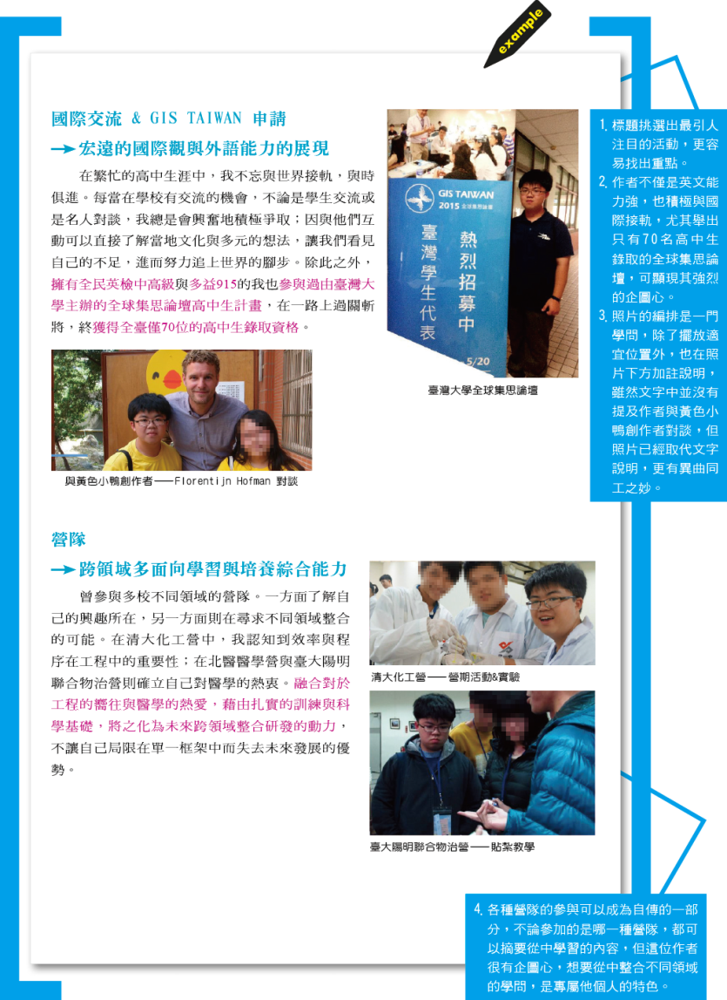 example
國際交流 & GIS TAIWAN 申請
→宏遠的國際觀與外語能力的展現
在繁忙的高中生涯中，我不忘與世界接軌，與時
俱進。每當在學校有交流的機會，不論是學生交流或
是名人對談，我總是會興奮地積極爭取；因與他們互
動可以直接了解當地文化與多元的想法，讓我們看見
自己的不足，進而努力追上世界的腳步。除此之外，
擁有全民英檢中高級與多益915的我也參與過由臺灣大
學主辦的全球集思論壇高中生計畫，在一路上過關斬
將，終獲得全臺僅70位的高中生錄取資格。
GIS TAIWAN
2015 全球集思論壇
臺灣學生代表
熱烈招募中
5/20
臺灣大學全球集思論壇
與黃色小鴨創作者——Florentijn Hofman 對談
營隊
→跨領域多面向學習與培養綜合能力
曾參與多校不同領域的營隊。一方面了解自
己的興趣所在，另一方面則在尋求不同領域整合
的可能。在清大化工營中，我認知到效率與程
序在工程中的重要性；在北醫醫學營與臺大陽明
聯合物治營則確立自己對醫學的熱衷。融合對於
工程的嚮往與醫學的熱愛，藉由扎實的訓練與科
學基礎，將之化為未來跨領域整合研發的動力，
不讓自己局限在單一框架中而失去未來發展的優
勢。
清大化工營——營期活動&實驗
臺大陽明聯合物治營——貼紮教學
1. 標題挑選出最引人
注目的活動，更容
易找出重點。
2. 作者不僅是英文能
力強，也積極與國
際接軌，尤其舉出
只有70名高中生
錄取的全球集思論
壇，可顯現其強烈
的企圖心。
3. 照片的編排是一門
學問，除了擺放適
宜位置外，也在照
片下方加註說明，
雖然文字中並沒有
提及作者與黃色小
鴨創作者對談，但
照片已經取代文字
說明，更有異曲同
工之妙。
4. 各種營隊的參與可以成為自傳的一部
分，不論參加的是哪一種營隊，都可
以摘要從中學習的內容，但這位作者
很有企圖心，想要從中整合不同領域
的學問，是專屬他個人的特色。